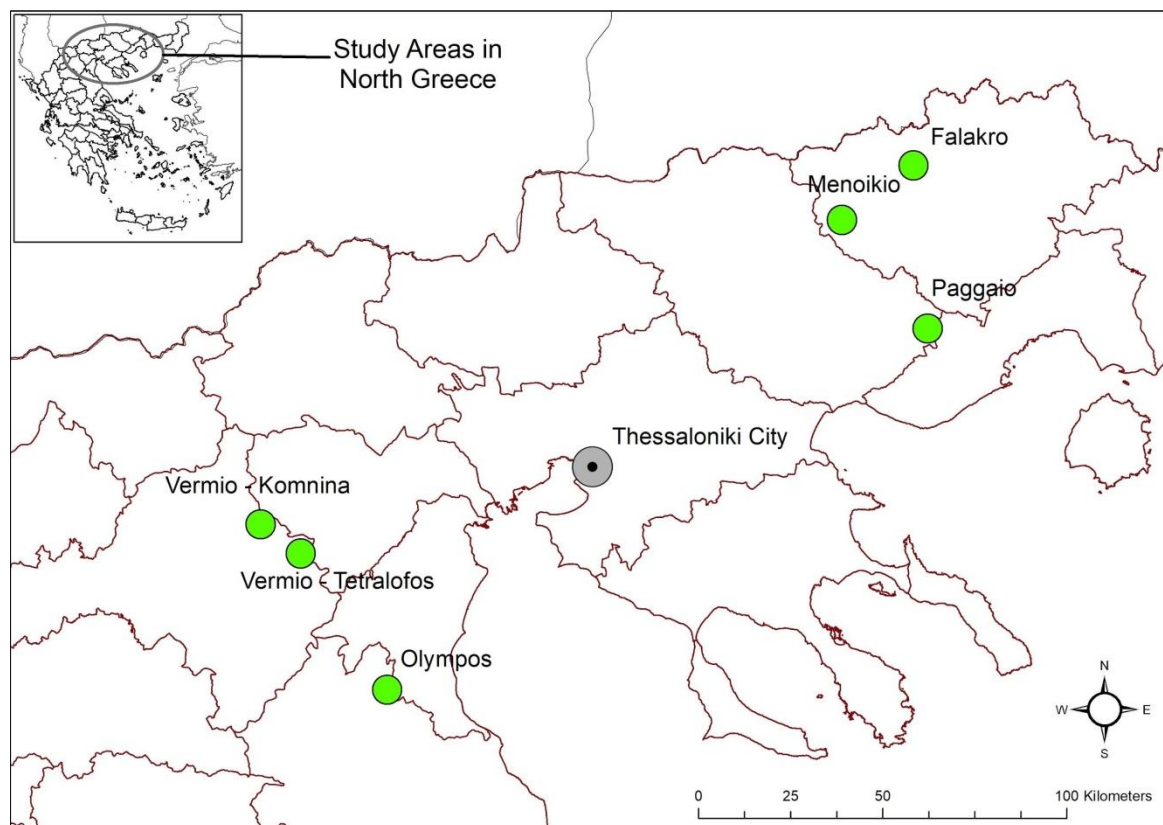 Study Areas in
North Greece
Falakro
Menoikio
Paggaio
Thessaloniki City
Vermio - Komnina
Vermio - Tetralofos
Olympos
N
W E
S
0 25 50 100 Kilometers